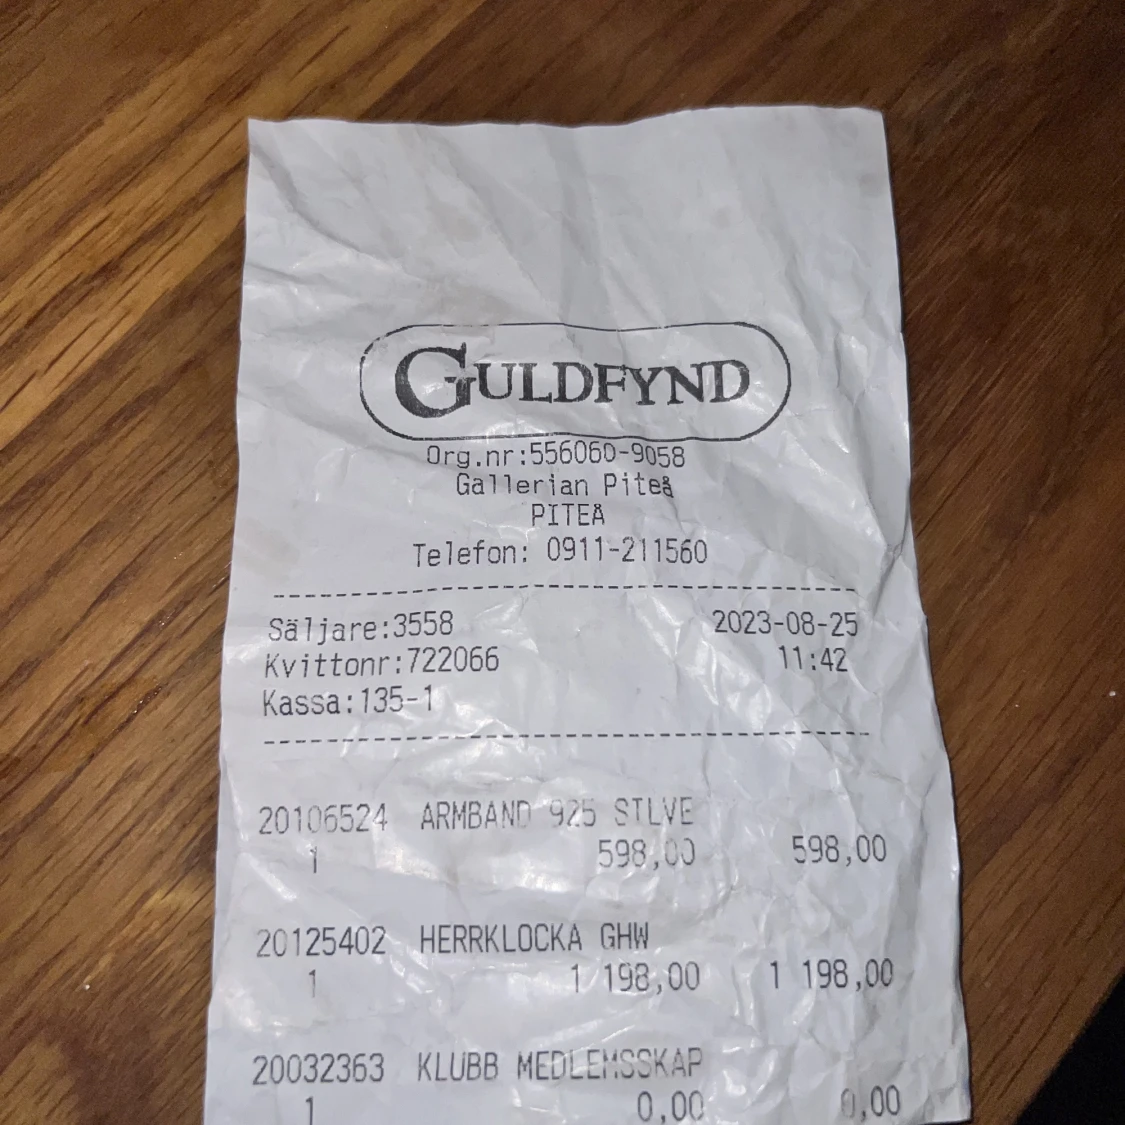 GULDFYND
Org.nr:556060-9058
Gallerian Piteå
PITEÅ
Telefon: 0911-211560
Säljare:3558 2023-08-25
Kvittonr:722066 11:42
Kassa:135-1
20106524 ARMBAND 925 STLVE
1 598,00 598,00
20125402 HERRKLOCKA GHW
1 1 198,00 1 198,00
20032363 KLUBB MEDLEMSSKAP
1 0,00 0,00